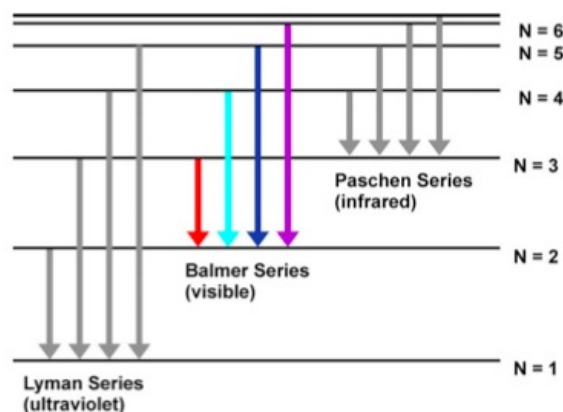 N = 6
N = 5
N = 4
N = 3
Paschen Series
(infrared)
N = 2
Balmer Series
(visible)
N = 1
Lyman Series
(ultraviolet)